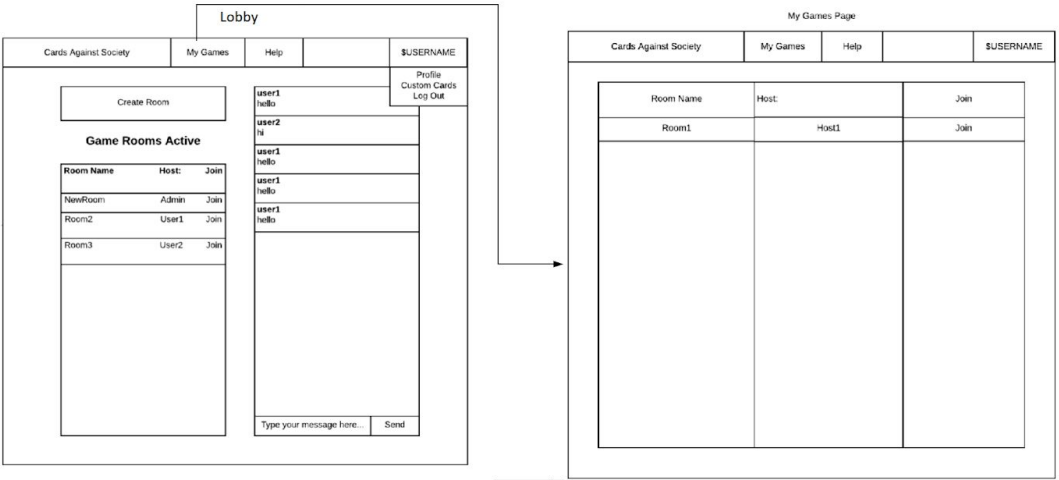 Lobby
Cards Against Society My Games Help $USERNAME
Profile
Custom Cards
Log Out
Create Room
Game Rooms Active
Room Name Host: Join
NewRoom Admin Join
Room2 User1 Join
Room3 User2 Join
user1
hello
user2
hi
user1
hello
user1
hello
user1
hello
Type your message here... Send
My Games Page
Cards Against Society My Games Help $USERNAME
Room Name Host: Join
Room1 Host1 Join